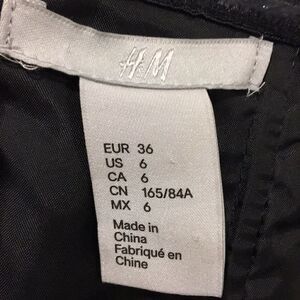 H&M
EUR 36
US 6
CA 6
CN 165/84A
MX 6
Made in
China
Fabriqué en
Chine